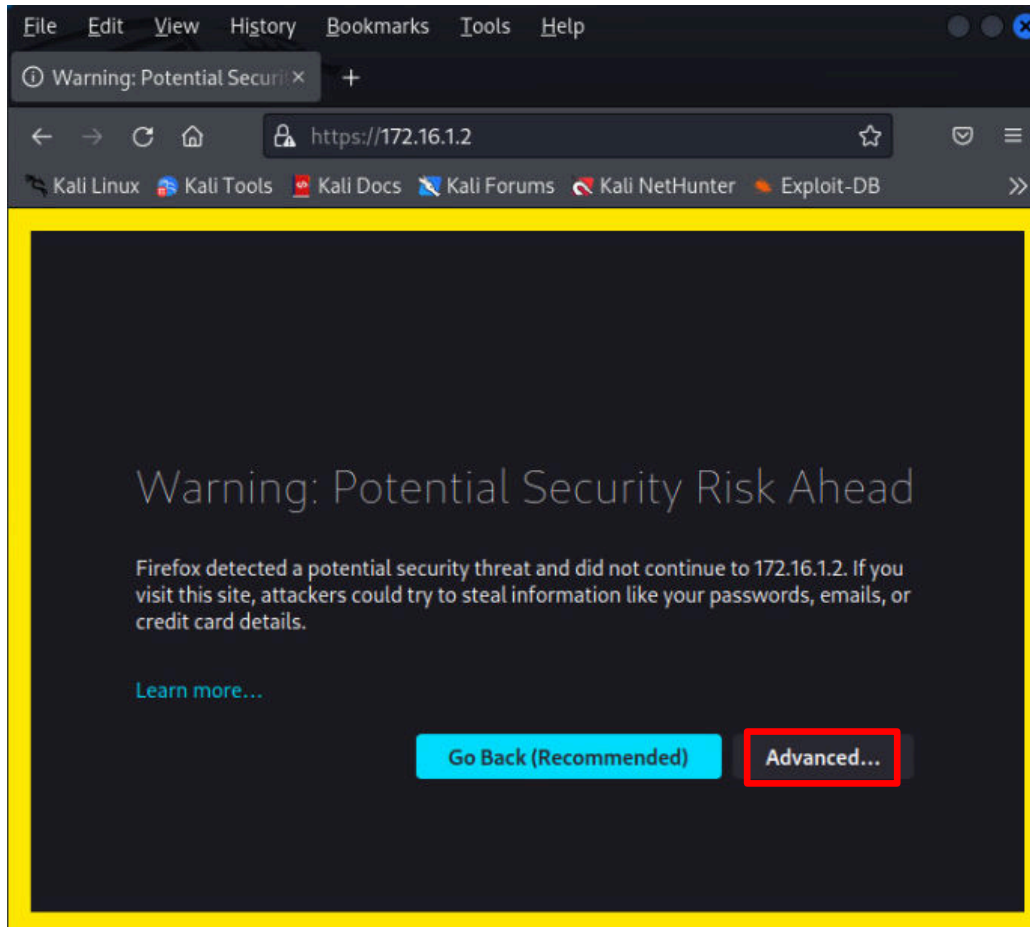 File Edit View History Bookmarks Tools Help
Warning: Potential Securi
https://172.16.1.2
Kali Linux Kali Tools Kali Docs Kali Forums Kali NetHunter Exploit-DB
Warning: Potential Security Risk Ahead
Firefox detected a potential security threat and did not continue to 172.16.1.2. If you
visit this site, attackers could try to steal information like your passwords, emails, or
credit card details.
Learn more…
Go Back (Recommended) Advanced…